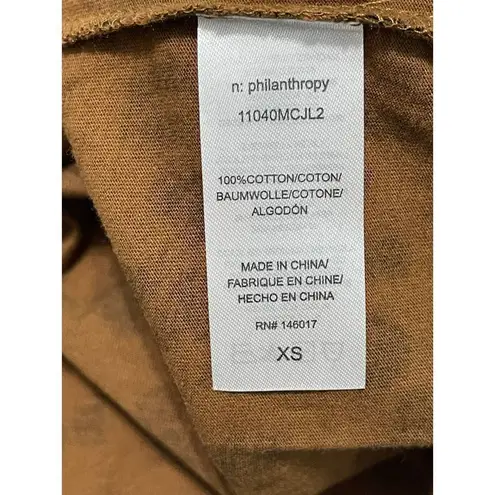 n: philanthropy
11040MCJL2
100%COTTON/COTON/
BAUMWOLLE/COTONE/
ALGODÓN
MADE IN CHINA/
FABRIQUE EN CHINE/
HECHO EN CHINA
RN# 146017
XS